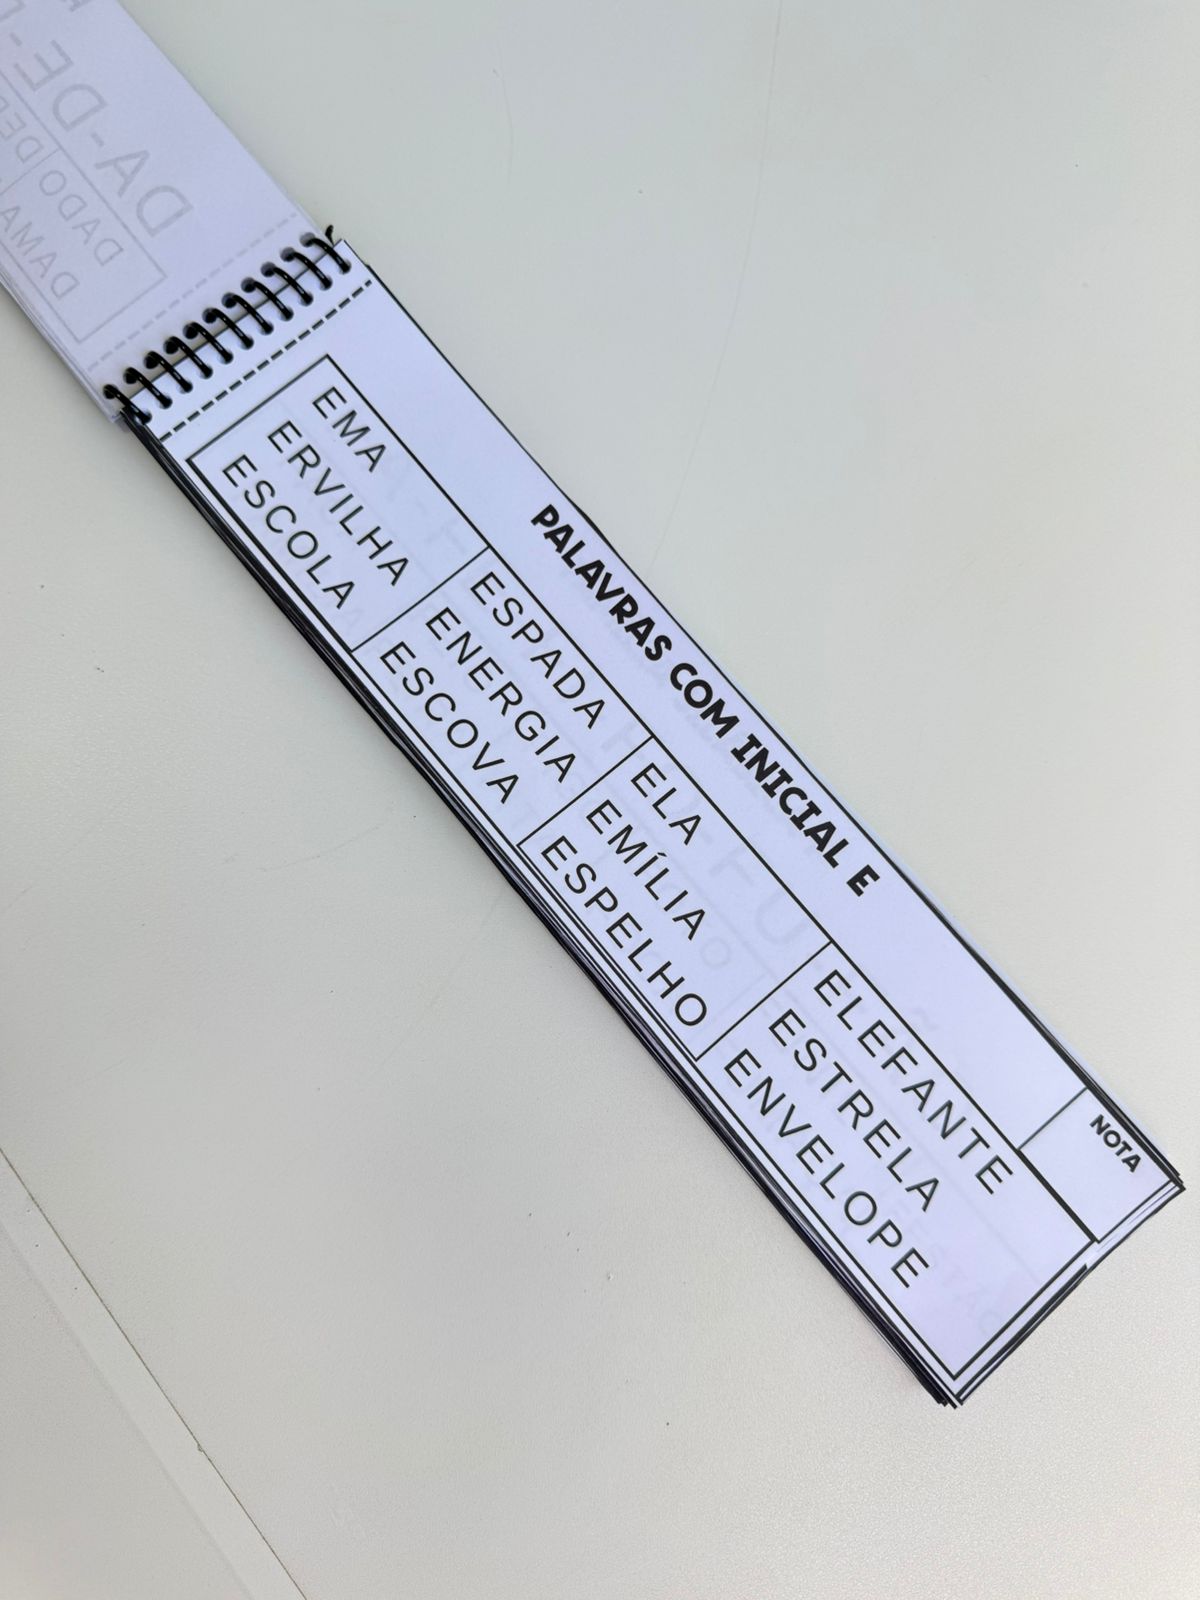 PALAVRAS COM INICIAL E
NOTA
EMA
ERVILHA
ESCOLA
ESPADA
ENERGIA
ESCOVA
ELA
EMÍLIA
ESPELHO
ELEFANTE
ESTRELA
ENVELOPE
DA-DE-
DADO
DAMA